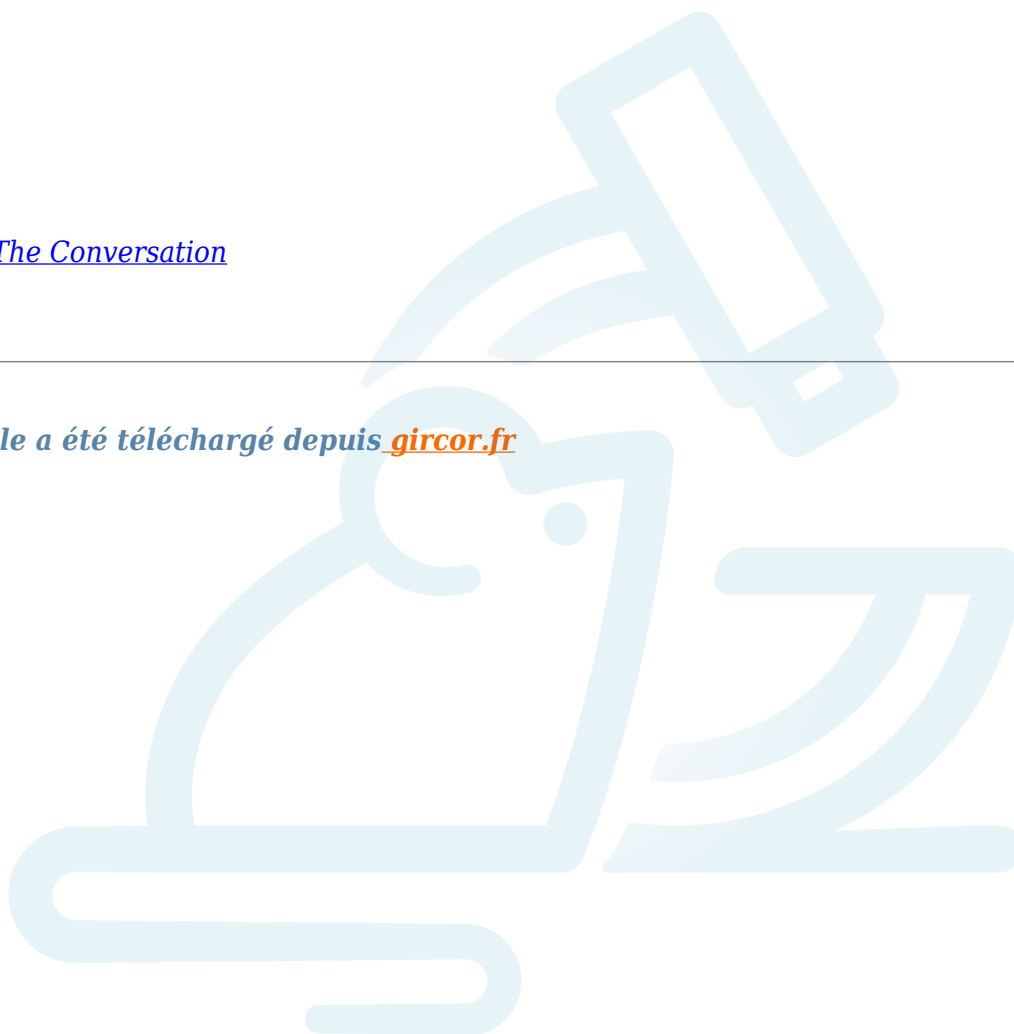 The Conversation
le a été téléchargé depuis gircor.fr